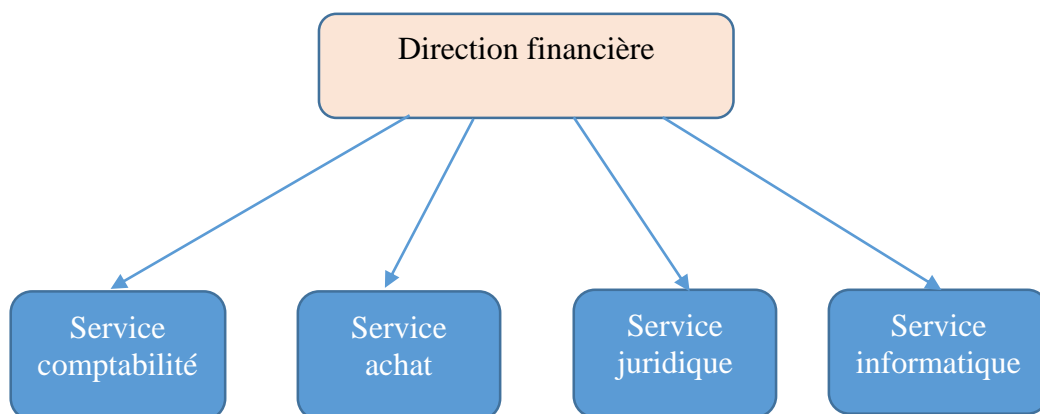 Direction financière
Service
comptabilité
Service
achat
Service
juridique
Service
informatique